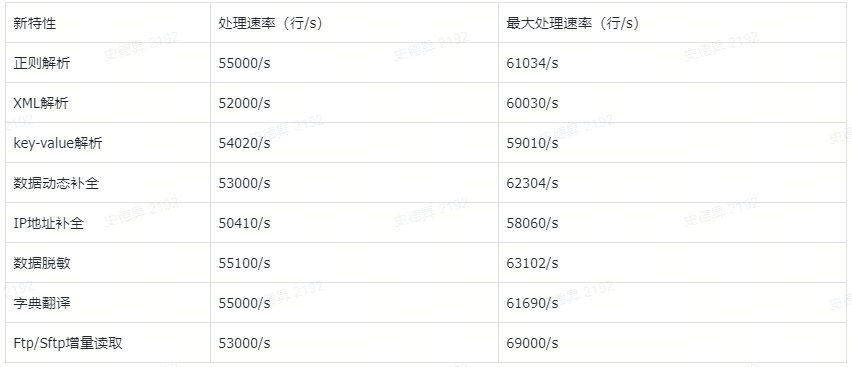 新特性 处理速率（行/s） 最大处理速率（行/s）
正则解析 55000/s 61034/s
XML解析 52000/s 60030/s
key-value解析 54020/s 59010/s
数据动态补全 53000/s 62304/s
IP地址补全 50410/s 58060/s
数据脱敏 55100/s 63102/s
字典翻译 55000/s 61690/s
Ftp/Sftp增量读取 53000/s 69000/s
史德昇 2192